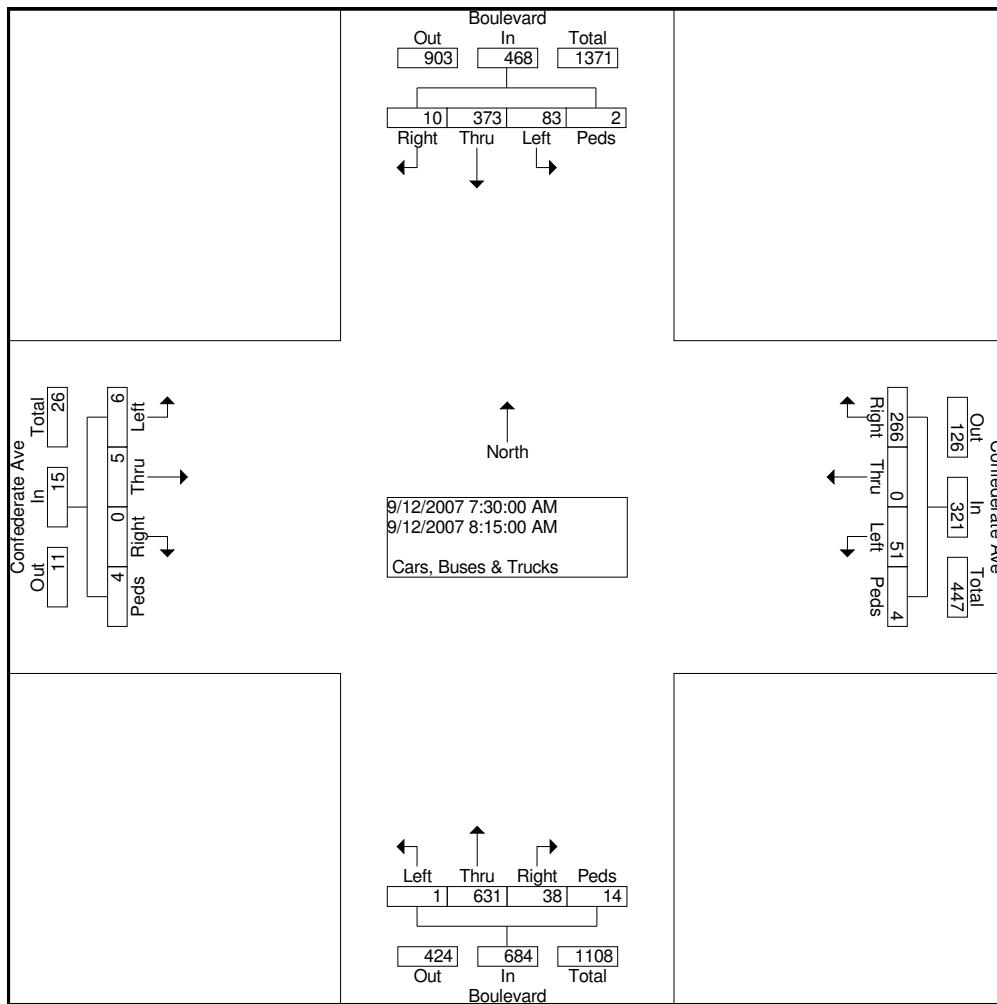 Boulevard
Out In Total
903 468 1371
10 373 83 2
Right Thru Left Peds
Confederate Ave
Total In Out
26 15 11
6 5 0 4
Left Thru Right Peds
North
9/12/2007 7:30:00 AM
9/12/2007 8:15:00 AM
Cars, Buses & Trucks
Right Thru Left Peds
266 0 51 4
126 321 447
Out In Total
Confederate Ave
Left Thru Right Peds
1 631 38 14
424 684 1108
Out In Total
Boulevard